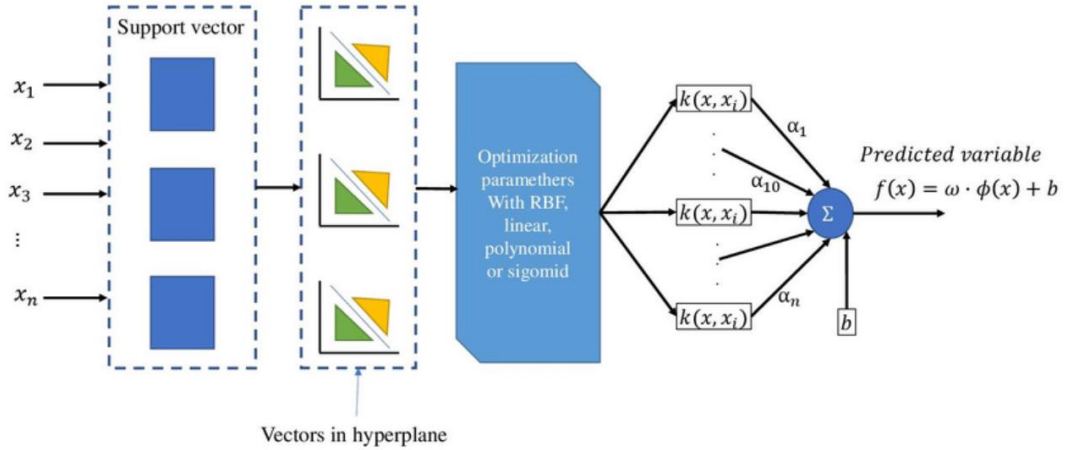 Support vector
x₁
x₂
x₃
⋮
xₙ
Vectors in hyperplane
Optimization
paramethers
With RBF,
linear,
polynomial
or sigomid
k(x, xᵢ)
k(x, xᵢ)
k(x, xᵢ)
α₁
α₁₀
αₙ
Σ
b
Predicted variable
f(x) = ω · ϕ(x) + b